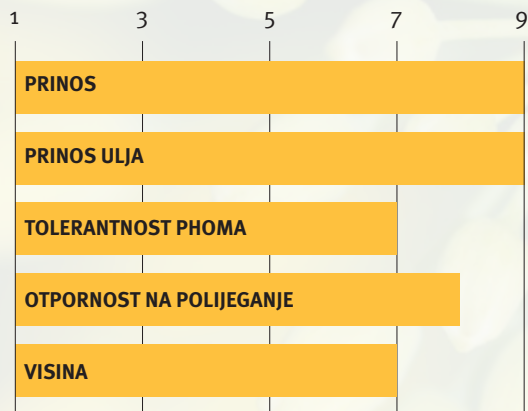 1 3 5 7 9
PRINOS
PRINOS ULJA
TOLERANTNOST PHOMA
OTPORNOST NA POLIJEGANJE
VISINA